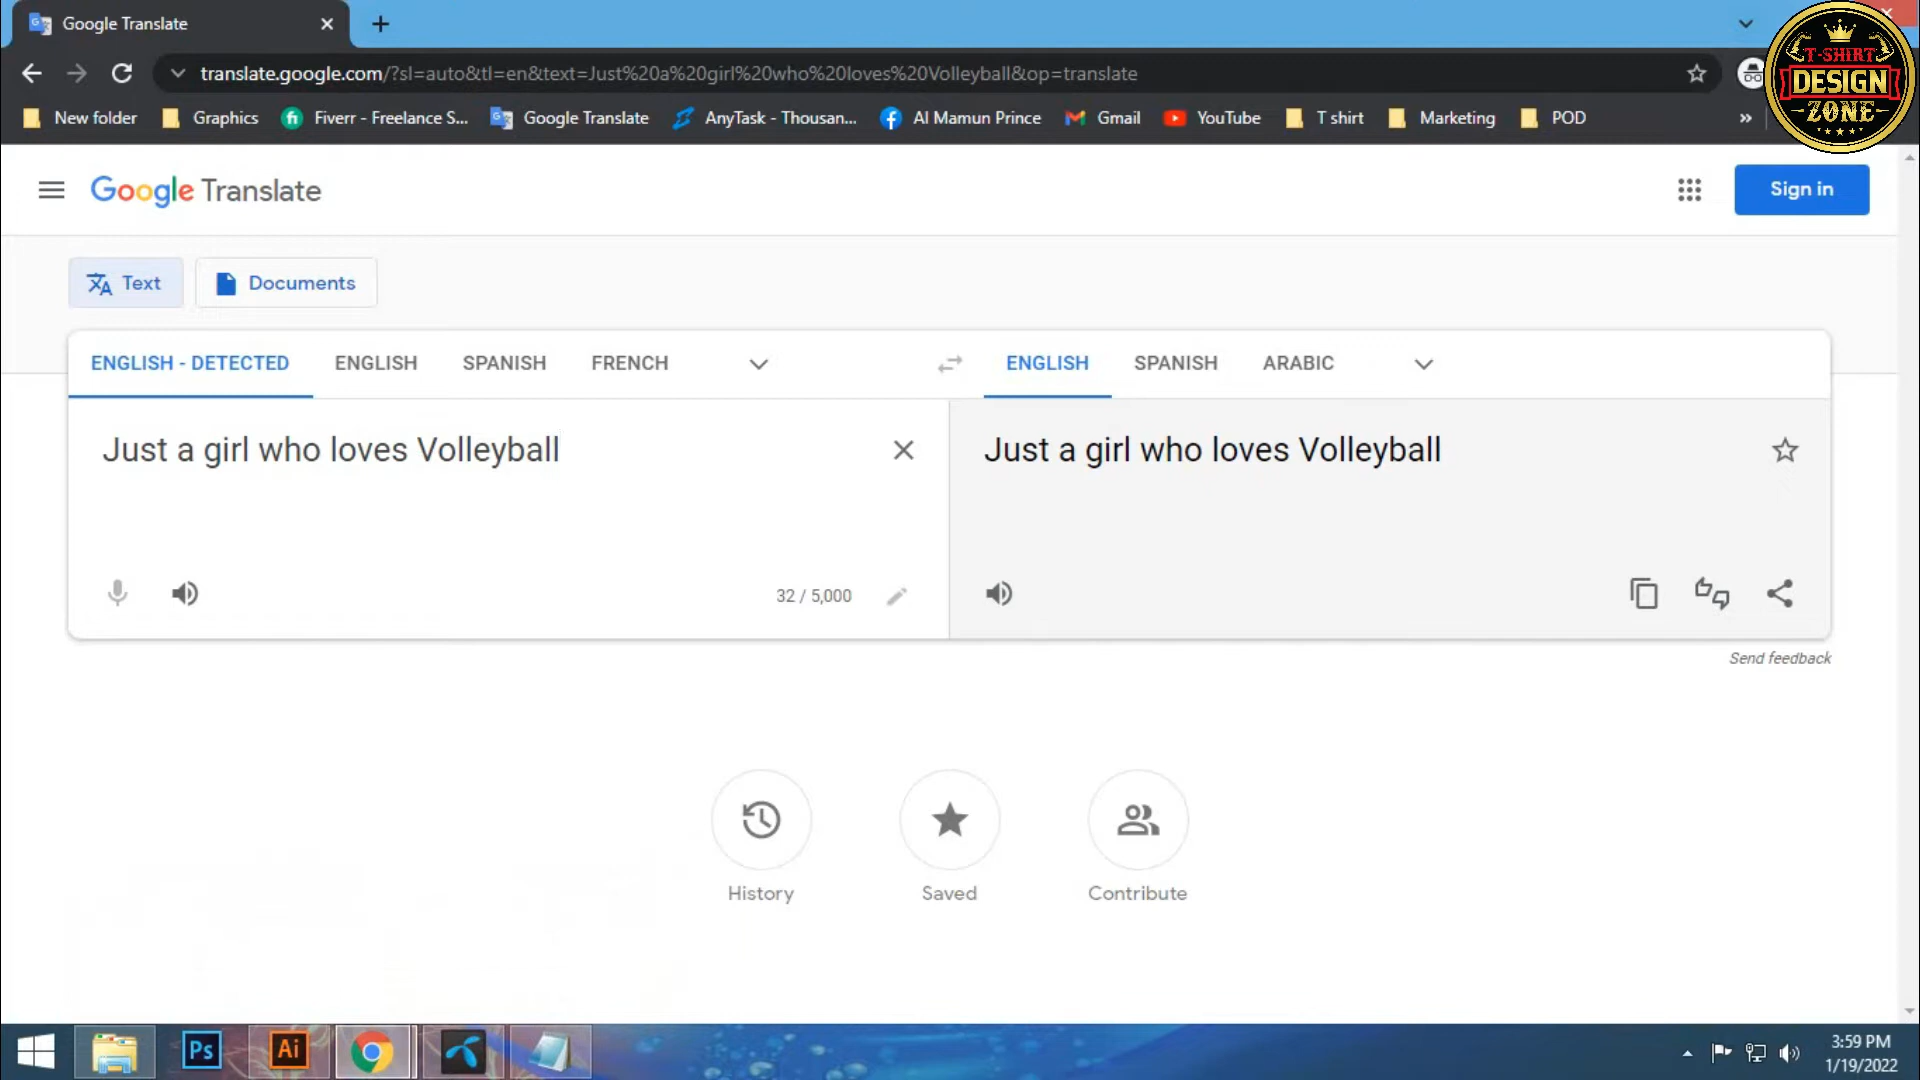 Google Translate
translate.google.com/?sl=auto&tl=en&text=Just%20a%20girl%20who%20loves%20Volleyball&op=translate
New folder Graphics Fiverr - Freelance S... Google Translate AnyTask - Thousan... Al Mamun Prince Gmail YouTube T shirt Marketing POD »
T-SHIRT
DESIGN
ZONE
Google Translate
Sign in
Text Documents
ENGLISH - DETECTED ENGLISH SPANISH FRENCH ENGLISH SPANISH ARABIC
Just a girl who loves Volleyball
Just a girl who loves Volleyball
32 / 5,000
Send feedback
History Saved Contribute
Ps Ai
3:59 PM
1/19/2022